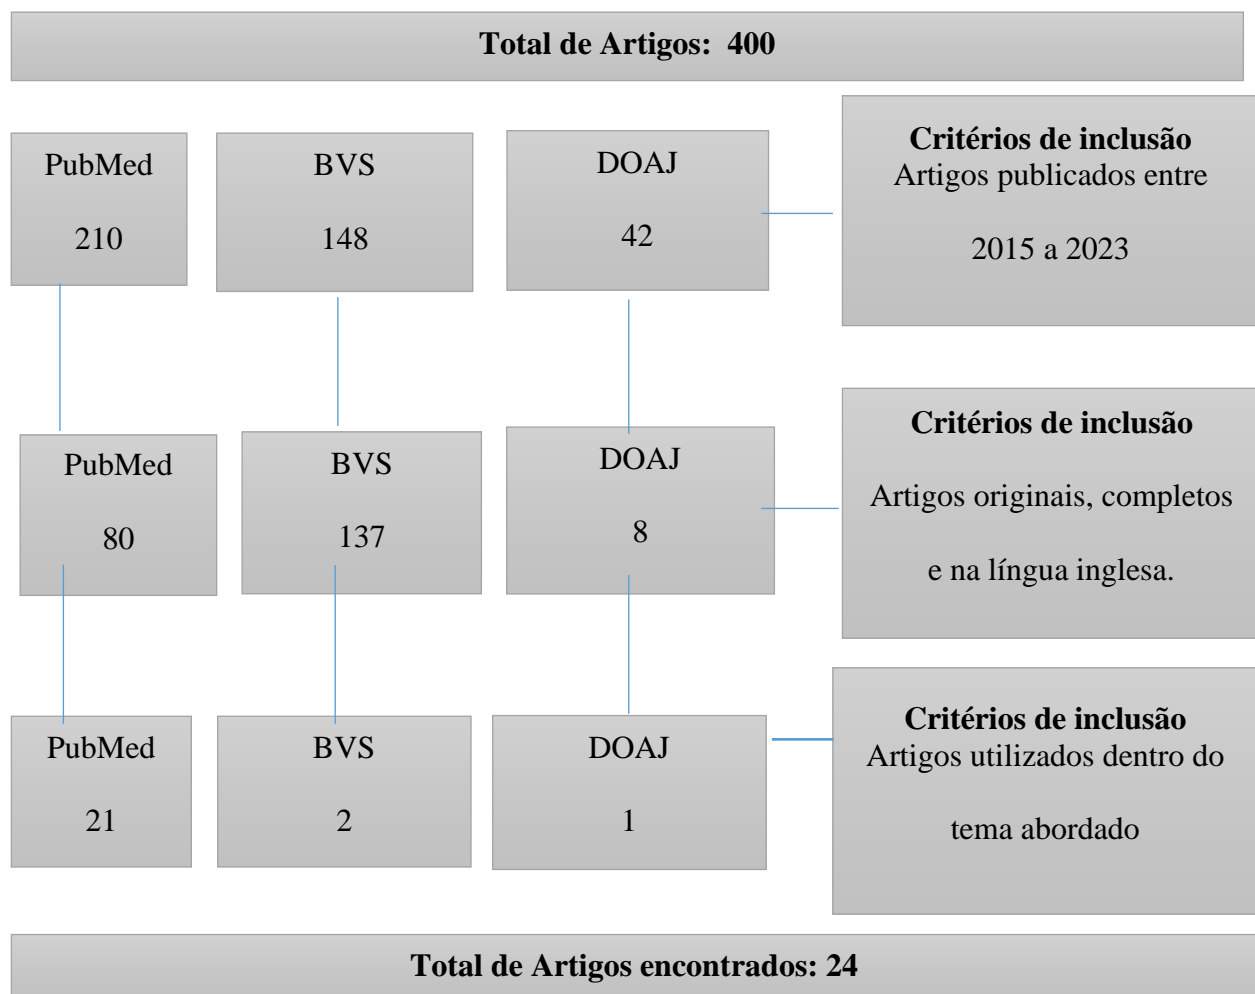 Total de Artigos: 400
PubMed
210
BVS
148
DOAJ
42
Critérios de inclusão
Artigos publicados entre
2015 a 2023
PubMed
80
BVS
137
DOAJ
8
Critérios de inclusão
Artigos originais, completos
e na língua inglesa.
PubMed
21
BVS
2
DOAJ
1
Critérios de inclusão
Artigos utilizados dentro do
tema abordado
Total de Artigos encontrados: 24